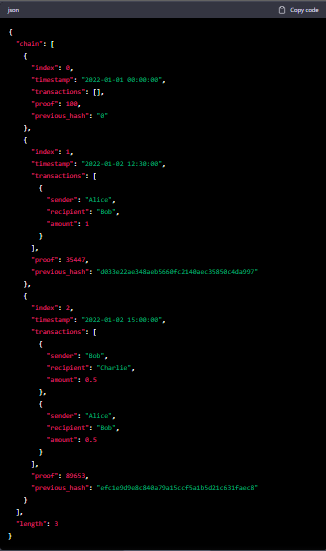 json
Copy code
{
"chain": [
{
"index": 0,
"timestamp": "2022-01-01 00:00:00",
"transactions": [],
"proof": 100,
"previous_hash": "0"
},
{
"index": 1,
"timestamp": "2022-01-02 12:30:00",
"transactions": [
{
"sender": "Alice",
"recipient": "Bob",
"amount": 1
}
],
"proof": 35447,
"previous_hash": "d033e22ae348aeb5660fc2140aec35850c4da997"
},
{
"index": 2,
"timestamp": "2022-01-02 15:00:00",
"transactions": [
{
"sender": "Bob",
"recipient": "Charlie",
"amount": 0.5
},
{
"sender": "Alice",
"recipient": "Bob",
"amount": 0.5
}
],
"proof": 89653,
"previous_hash": "efc1e9d9e8c840a79a15ccf5a1b5d21c631faec8"
}
],
"length": 3
}